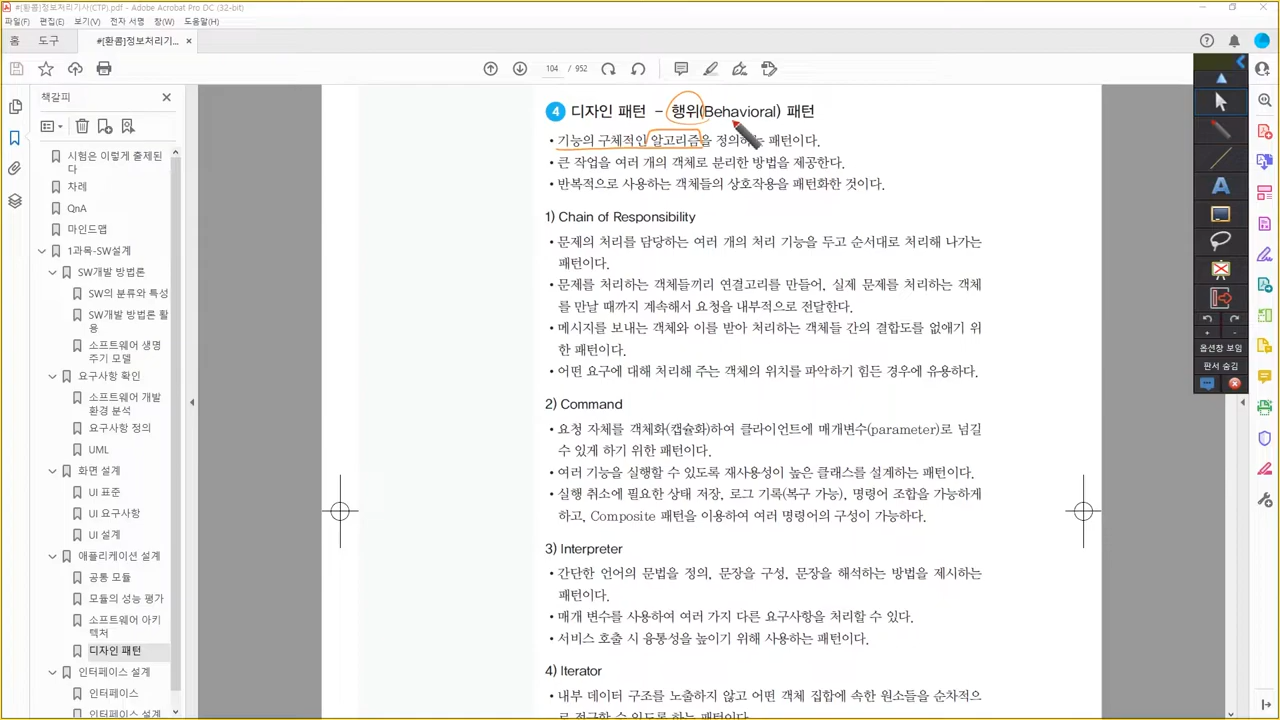 #[환콤]정보처리기사(CTP).pdf - Adobe Acrobat Pro DC (32-bit)
파일(F) 편집(E) 보기(V) 전자 서명 창(W) 도움말(H)
홈 도구 #[환콤]정보처리기... ×
104 / 952
책갈피
시험은 이렇게 출제된
다
차례
QnA
마인드맵
1과목-SW설계
SW개발 방법론
SW의 분류와 특성
SW개발 방법론 활
용
소프트웨어 생명
주기 모델
요구사항 확인
소프트웨어 개발
환경 분석
요구사항 정의
UML
화면 설계
UI 표준
UI 요구사항
UI 설계
애플리케이션 설계
공통 모듈
모듈의 성능 평가
소프트웨어 아키
텍처
디자인 패턴
인터페이스 설계
인터페이스
인터페이스 설계
4 디자인 패턴 - 행위(Behavioral) 패턴
• 기능의 구체적인 알고리즘을 정의하는 패턴이다.
• 큰 작업을 여러 개의 객체로 분리한 방법을 제공한다.
• 반복적으로 사용하는 객체들의 상호작용을 패턴화한 것이다.
1) Chain of Responsibility
• 문제의 처리를 담당하는 여러 개의 처리 기능을 두고 순서대로 처리해 나가는
패턴이다.
• 문제를 처리하는 객체들끼리 연결고리를 만들어, 실제 문제를 처리하는 객체
를 만날 때까지 계속해서 요청을 내부적으로 전달한다.
• 메시지를 보내는 객체와 이를 받아 처리하는 객체들 간의 결합도를 없애기 위
한 패턴이다.
• 어떤 요구에 대해 처리해 주는 객체의 위치를 파악하기 힘든 경우에 유용하다.
2) Command
• 요청 자체를 객체화(캡슐화)하여 클라이언트에 매개변수(parameter)로 넘길
수 있게 하기 위한 패턴이다.
• 여러 기능을 실행할 수 있도록 재사용성이 높은 클래스를 설계하는 패턴이다.
• 실행 취소에 필요한 상태 저장, 로그 기록(복구 가능), 명령어 조합을 가능하게
하고, Composite 패턴을 이용하여 여러 명령어의 구성이 가능하다.
3) Interpreter
• 간단한 언어의 문법을 정의, 문장을 구성, 문장을 해석하는 방법을 제시하는
패턴이다.
• 매개 변수를 사용하여 여러 가지 다른 요구사항을 처리할 수 있다.
• 서비스 호출 시 융통성을 높이기 위해 사용하는 패턴이다.
4) Iterator
• 내부 데이터 구조를 노출하지 않고 어떤 객체 집합에 속한 원소들을 순차적으
로 접근할 수 있도록 하는 패턴이다.
옵션창 보임
판서 숨김